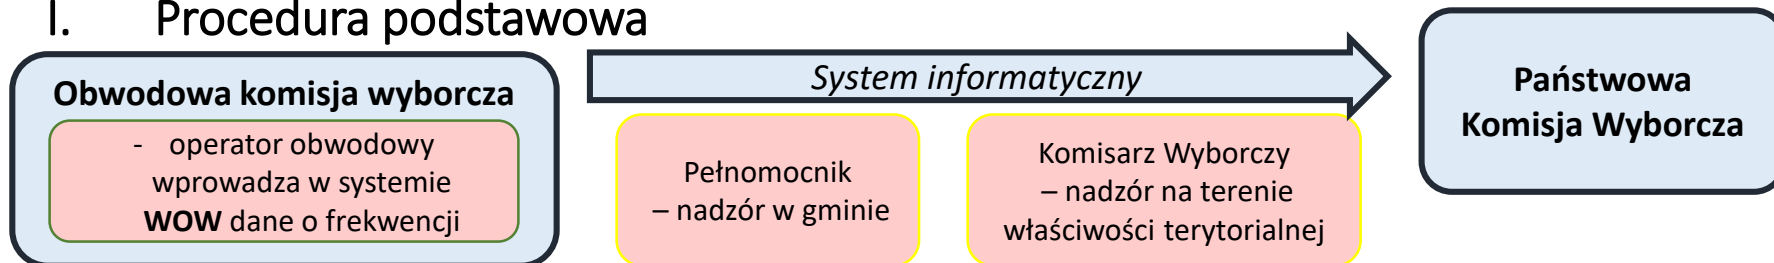 I. Procedura podstawowa
Obwodowa komisja wyborcza
- operator obwodowy
wprowadza w systemie
WOW dane o frekwencji
System informatyczny
Pełnomocnik
– nadzór w gminie
Komisarz Wyborczy
– nadzór na terenie
właściwości terytorialnej
Państwowa
Komisja Wyborcza